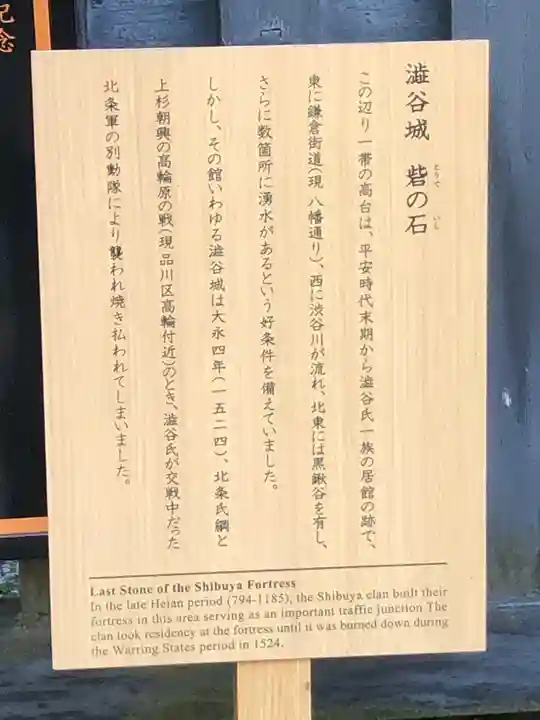 澁谷城 砦の石
とりで いし
この辺り一帯の高台は、平安時代末期から澁谷氏一族の居館の跡で、
東に鎌倉街道(現 八幡通り)、西に渋谷川が流れ、北東には黒鍬谷を有し、
さらに数箇所に湧水があるという好条件を備えていました。
しかし、その館いわゆる澁谷城は大永四年(一五二四)、北条氏綱と
上杉朝興の高輪原の戦(現 品川区高輪付近)のとき、澁谷氏が交戦中だった
北条軍の別動隊により襲われ焼き払われてしまいました。
Last Stone of the Shibuya Fortress
In the late Heian period (794-1185), the Shibuya clan built their
fortress in this area serving as an important traffic junction The
clan look residency at the fortress until it was burned down during
the Warring States period in 1524.
記念